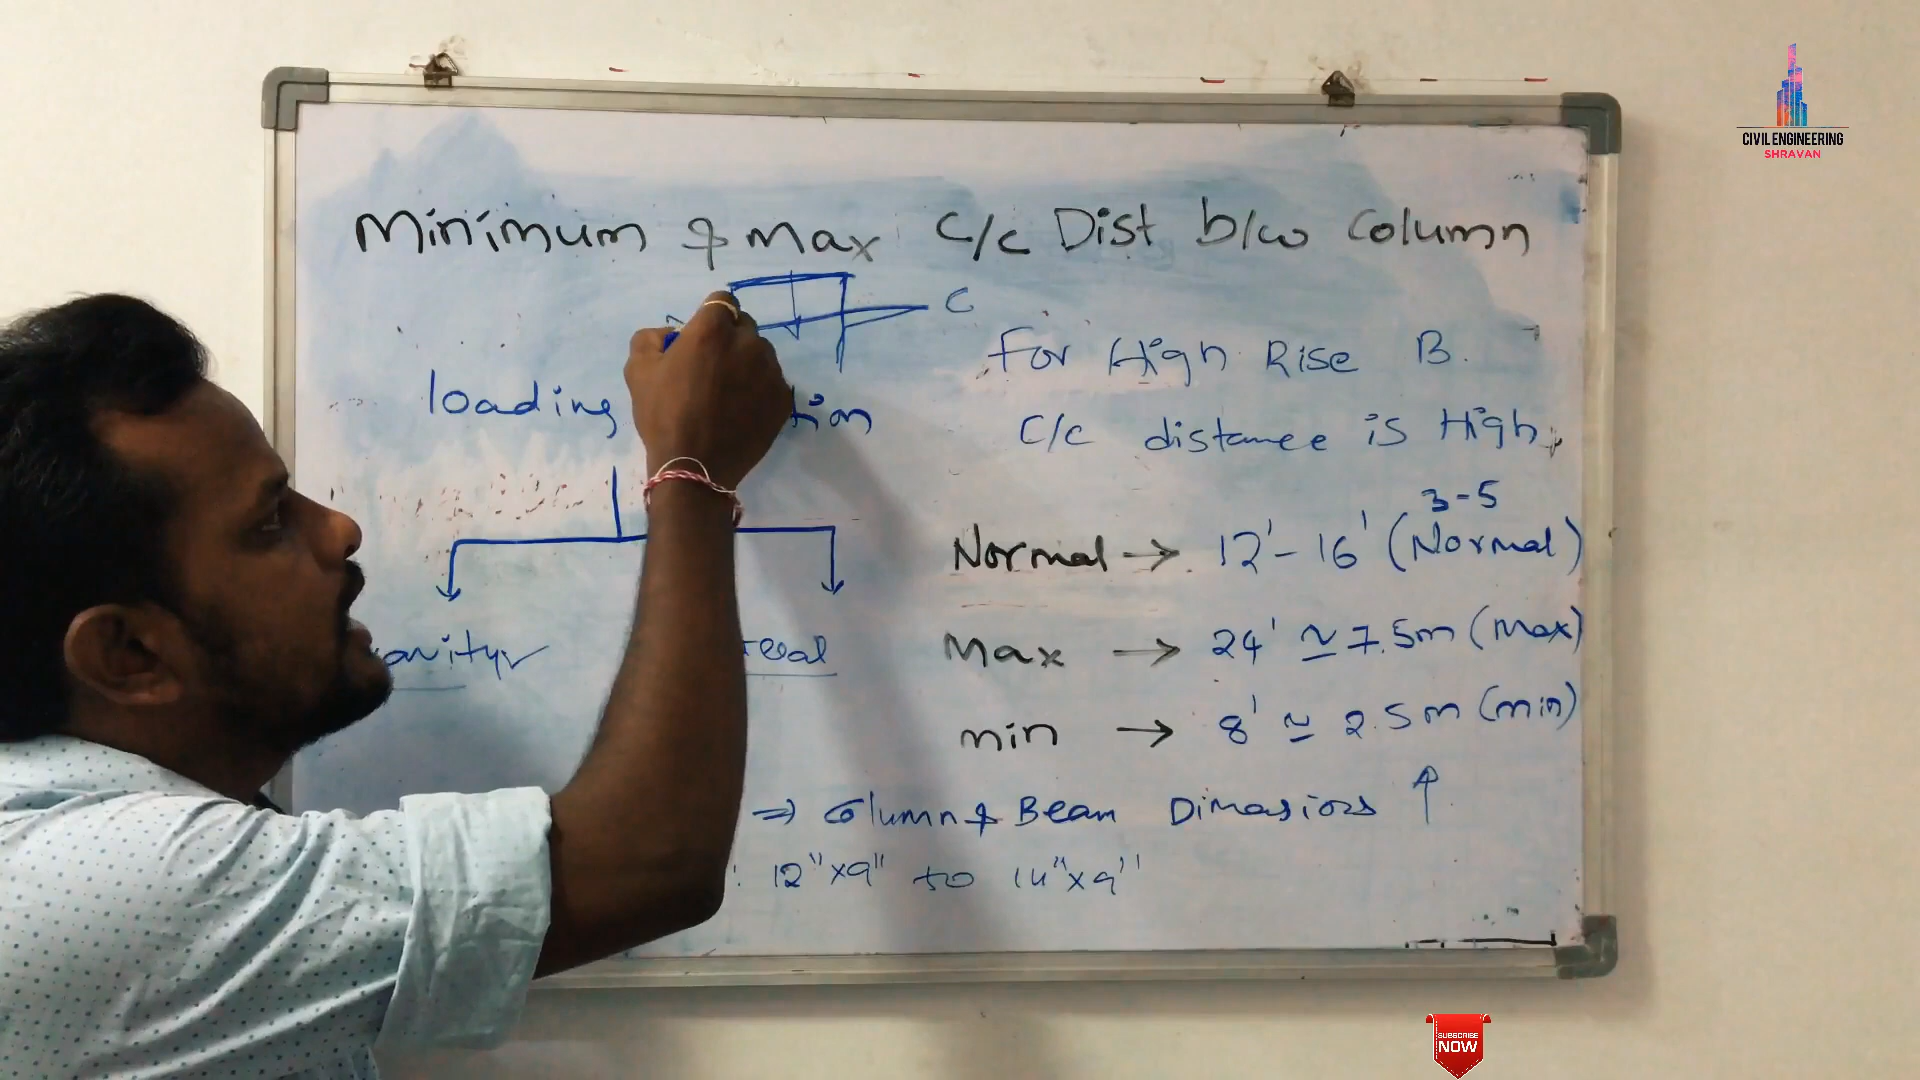 CIVIL ENGINEERING
SHRAVAN
Minimum & Max C/c Dist b/w Column
C
For High Rise B.
loading
C/c distance is High
3-5
Normal → 12' - 16' (Normal)
Max → 24' ≃ 7.5m (Max)
min → 8' ≃ 2.5m (min)
⇒ Column & Beam Dimasions ↑
12"x9" to 14"x9"
SUBSCRIBE
NOW